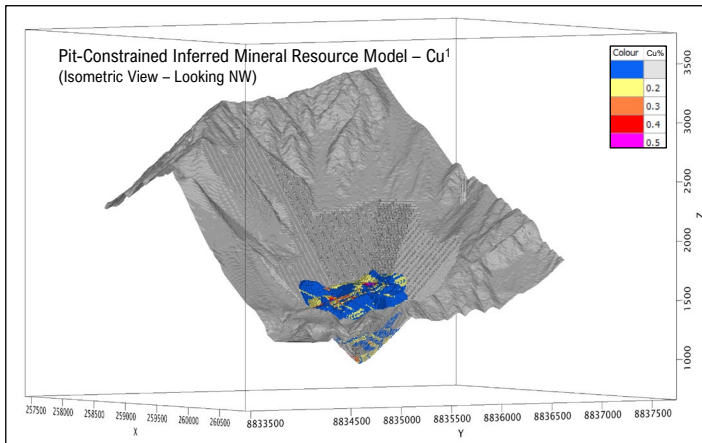 Pit-Constrained Inferred Mineral Resource Model – Cu¹
(Isometric View – Looking NW)
Colour Cu%
0.2
0.3
0.4
0.5
3500
3000
2500
2000
1500
1000
Z
257500 258000 258500 259000 259500 260000 260500
X
8833500 8834500 8835000 8835500 8836000 8836500 8837000 8837500
Y